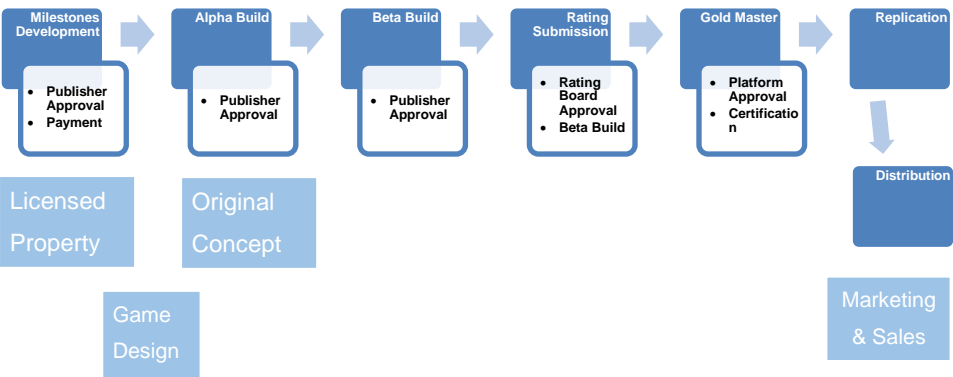 Milestones
Development
Alpha Build
Beta Build
Rating
Submission
Gold Master
Replication
• Publisher
Approval
• Payment
• Publisher
Approval
• Publisher
Approval
• Rating
Board
Approval
• Beta Build
• Platform
Approval
• Certificatio
n
Distribution
Licensed
Property
Original
Concept
Game
Design
Marketing
& Sales